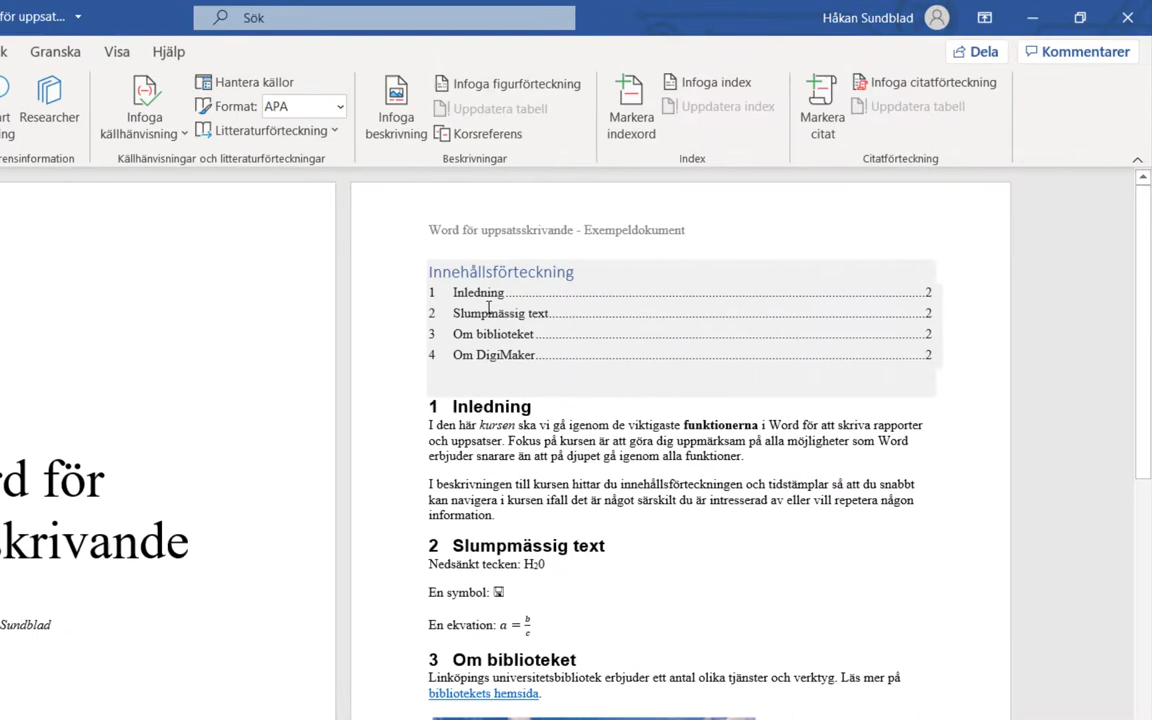 för uppsat...
Sök
Håkan Sundblad
k
Granska
Visa
Hjälp
Dela
Kommentarer
Researcher
Infoga källhänvisning
Hantera källor
Format: APA
Litteraturförteckning
Infoga beskrivning
Infoga figurförteckning
Uppdatera tabell
Korsreferens
Markera indexord
Infoga index
Uppdatera index
Markera citat
Infoga citatförteckning
Uppdatera tabell
rensinformation
Källhänvisningar och litteraturförteckningar
Beskrivningar
Index
Citatförteckning
rd för
skrivande
Sundblad
Word för uppsatsskrivande - Exempeldokument
Innehållsförteckning
1 Inledning 2
2 Slumpmässig text 2
3 Om biblioteket 2
4 Om DigiMaker 2
1 Inledning
I den här kursen ska vi gå igenom de viktigaste funktionerna i Word för att skriva rapporter
och uppsatser. Fokus på kursen är att göra dig uppmärksam på alla möjligheter som Word
erbjuder snarare än att på djupet gå igenom alla funktioner.
I beskrivningen till kursen hittar du innehållsförteckningen och tidstämplar så att du snabbt
kan navigera i kursen ifall det är något särskilt du är intresserad av eller vill repetera någon
information.
2 Slumpmässig text
Nedsänkt tecken: H₂0
En symbol: 🖫
En ekvation: a = b/c
3 Om biblioteket
Linköpings universitetsbibliotek erbjuder ett antal olika tjänster och verktyg. Läs mer på
bibliotekets hemsida.